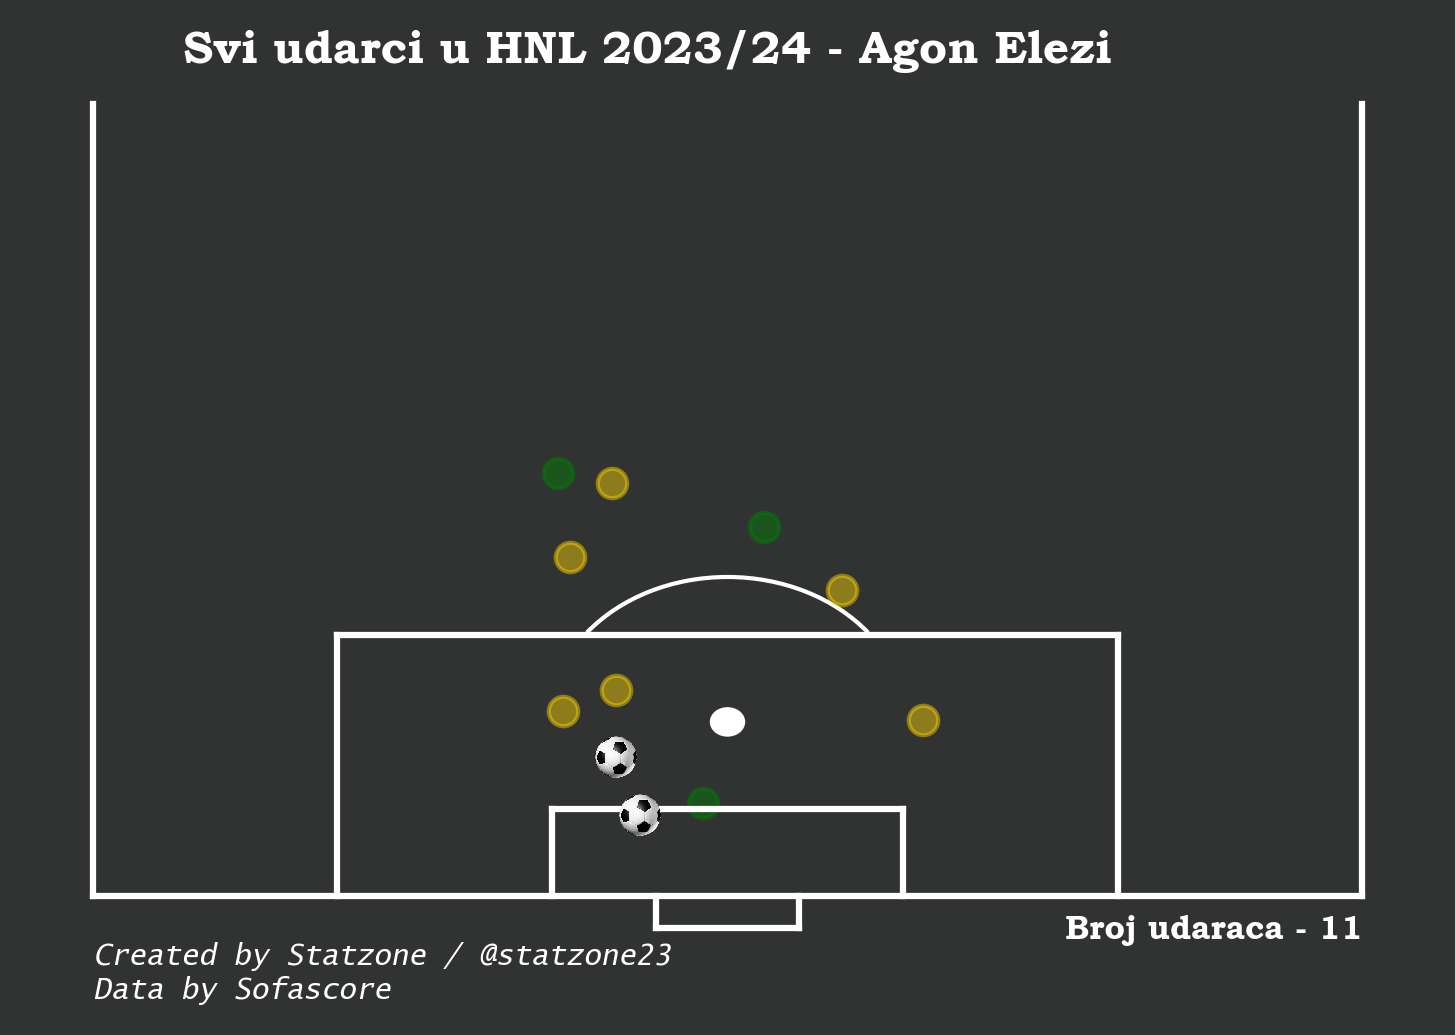 Svi udarci u HNL 2023/24 - Agon Elezi
Broj udaraca - 11
Created by Statzone / @statzone23
Data by Sofascore